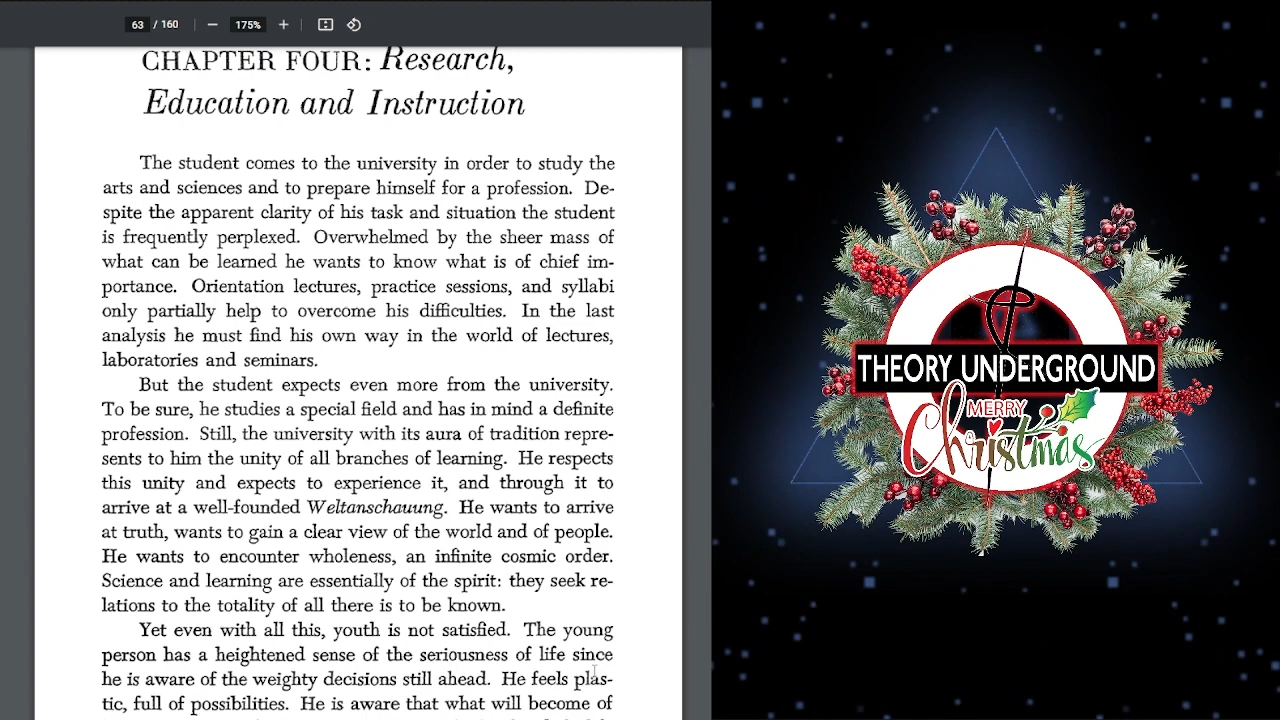 63 / 160
175%
CHAPTER FOUR: Research,
Education and Instruction
The student comes to the university in order to study the
arts and sciences and to prepare himself for a profession. De-
spite the apparent clarity of his task and situation the student
is frequently perplexed. Overwhelmed by the sheer mass of
what can be learned he wants to know what is of chief im-
portance. Orientation lectures, practice sessions, and syllabi
only partially help to overcome his difficulties. In the last
analysis he must find his own way in the world of lectures,
laboratories and seminars.
But the student expects even more from the university.
To be sure, he studies a special field and has in mind a definite
profession. Still, the university with its aura of tradition repre-
sents to him the unity of all branches of learning. He respects
this unity and expects to experience it, and through it to
arrive at a well-founded Weltanschauung. He wants to arrive
at truth, wants to gain a clear view of the world and of people.
He wants to encounter wholeness, an infinite cosmic order.
Science and learning are essentially of the spirit: they seek re-
lations to the totality of all there is to be known.
Yet even with all this, youth is not satisfied. The young
person has a heightened sense of the seriousness of life since
he is aware of the weighty decisions still ahead. He feels plas-
tic, full of possibilities. He is aware that what will become of
THEORY UNDERGROUND
MERRY
Christmas